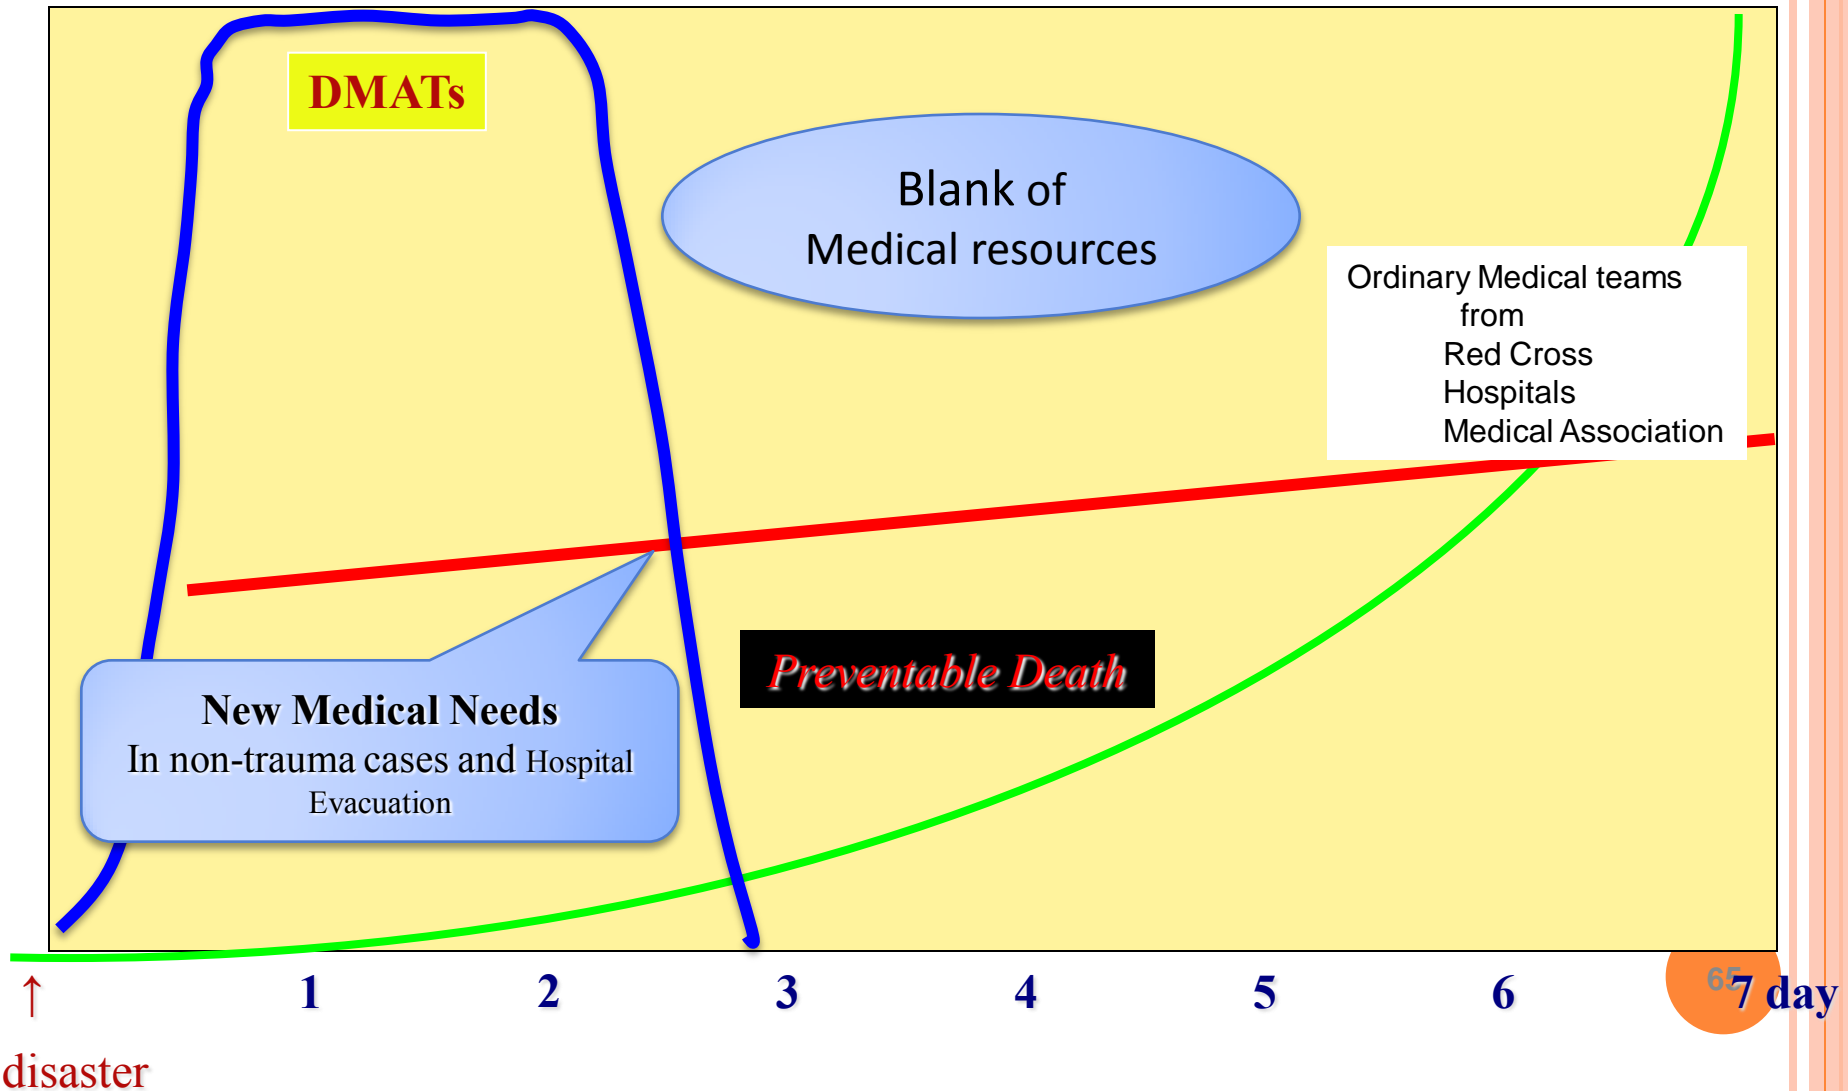 DMATs
Blank of
Medical resources
Ordinary Medical teams
from
Red Cross
Hospitals
Medical Association
New Medical Needs
In non-trauma cases and Hospital
Evacuation
Preventable Death
↑ 1 2 3 4 5 6 7 day
65
disaster